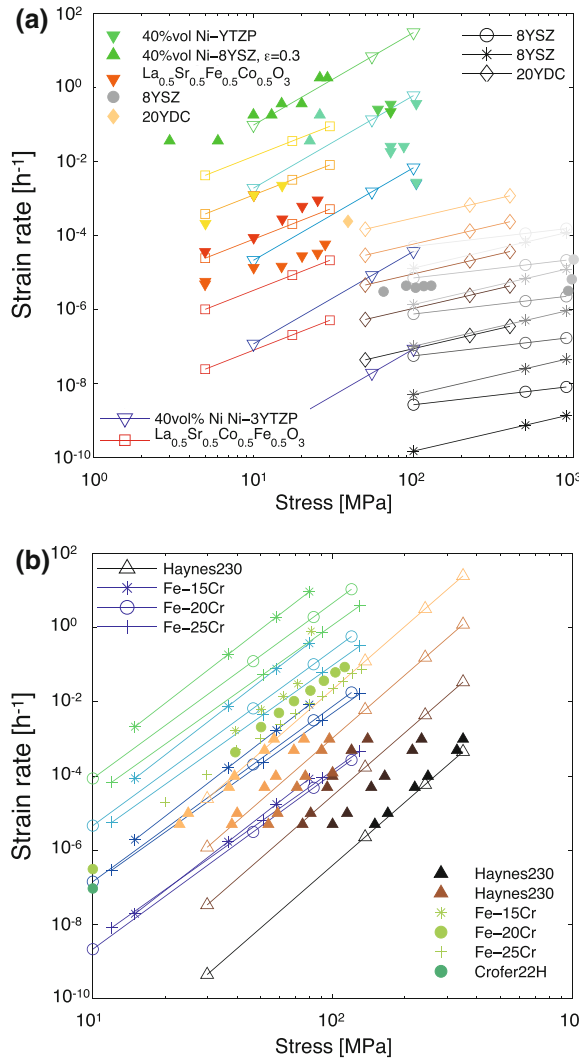 (a)
40%vol Ni−YTZP
40%vol Ni−8YSZ, ε=0.3
La0.5Sr0.5Fe0.5Co0.5O3
8YSZ
20YDC
8YSZ
8YSZ
20YDC
10^2
10^0
10^-2
10^-4
10^-6
10^-8
10^-10
Strain rate [h^-1]
40vol% Ni Ni−3YTZP
La0.5Sr0.5Co0.5Fe0.5O3
10^0
10^1
10^2
10^3
Stress [MPa]
(b)
Haynes230
Fe−15Cr
Fe−20Cr
Fe−25Cr
10^2
10^0
10^-2
10^-4
10^-6
10^-8
10^-10
Strain rate [h^-1]
Haynes230
Haynes230
Fe−15Cr
Fe−20Cr
Fe−25Cr
Crofer22H
10^1
10^2
10
Stress [MPa]